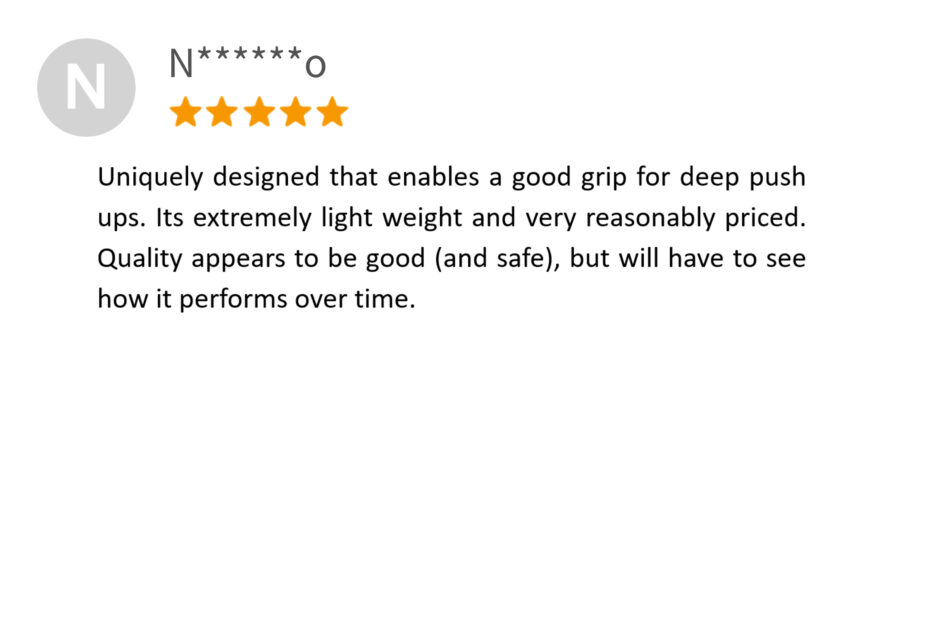 N
N******o
Uniquely designed that enables a good grip for deep push
ups. Its extremely light weight and very reasonably priced.
Quality appears to be good (and safe), but will have to see
how it performs over time.